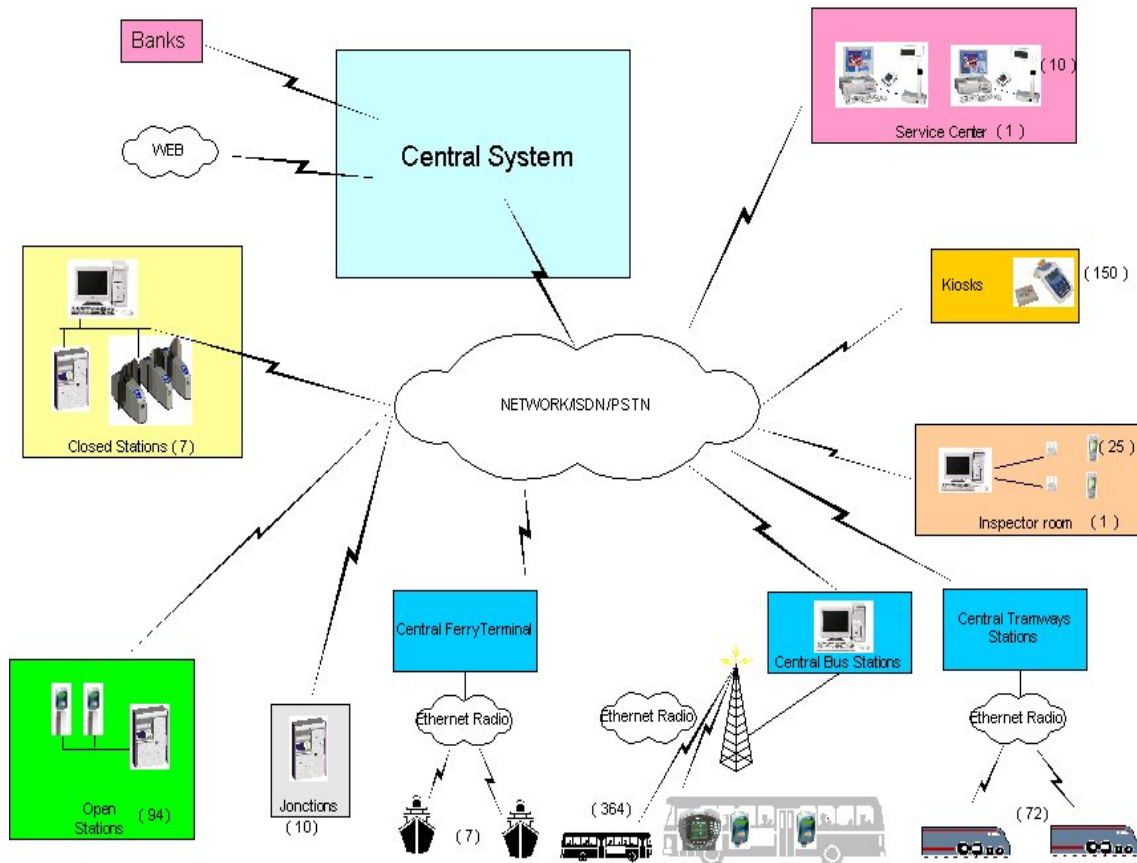 Banks
(10)
Central System
Service Center (1)
WEB
Kiosks
(150)
NETWORK/ISDN/PSTN
Closed Stations (7)
(25)
Inspector room (1)
Central FerryTerminal
Central Tramways
Stations
Central Bus Stations
Ethernet Radio
Ethernet Radio
Ethernet Radio
Open
Stations (94)
Jonctions
(10)
(7)
(364)
(72)